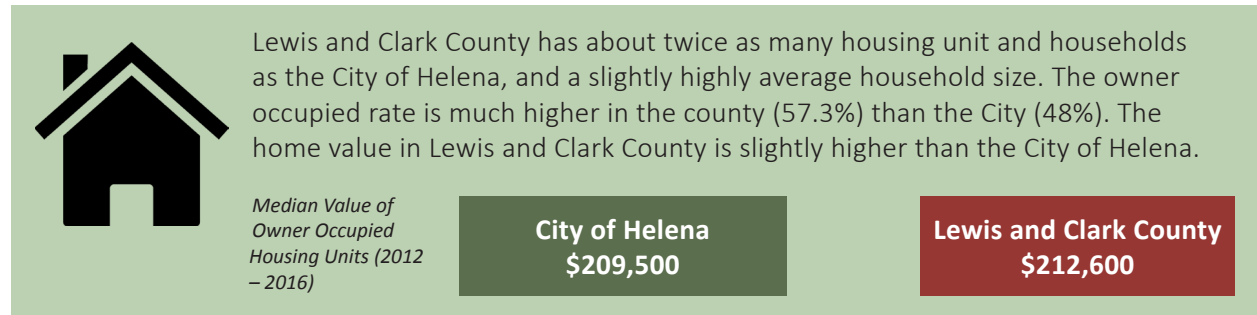 Lewis and Clark County has about twice as many housing unit and households
as the City of Helena, and a slightly highly average household size. The owner
occupied rate is much higher in the county (57.3%) than the City (48%). The
home value in Lewis and Clark County is slightly higher than the City of Helena.
Median Value of
Owner Occupied
Housing Units (2012
– 2016)
City of Helena
$209,500
Lewis and Clark County
$212,600